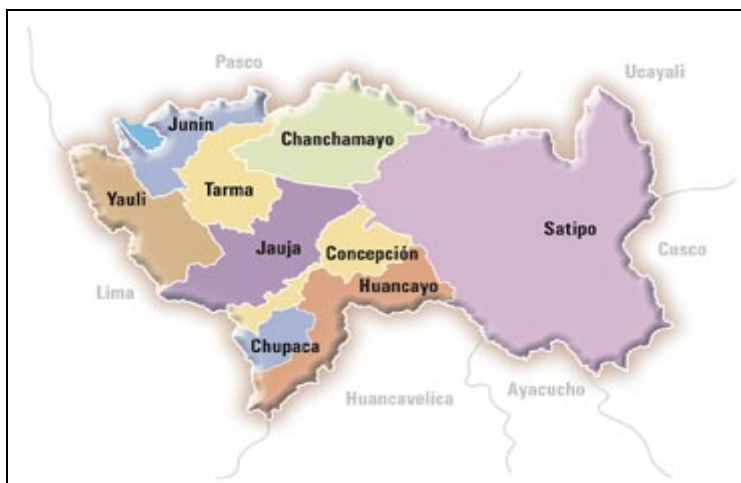 Pasco
Ucayali
Junin
Chanchamayo
Tarma
Yauli
Satipo
Jauja
Concepción
Cusco
Huancayo
Lima
Chupaca
Ayacucho
Huancavelica